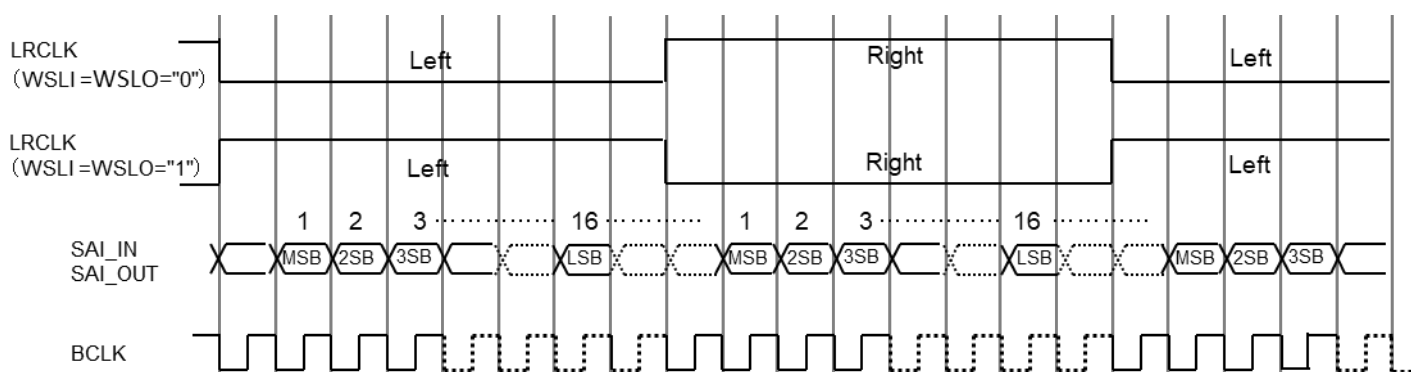 LRCLK
（WSLI=WSLO="0"）
Left
Right
Left
LRCLK
（WSLI=WSLO="1"）
Left
Right
Left
1 2 3 ········· 16 ········ 1 2 3 ········· 16 ·········
SAI_IN
SAI_OUT
MSB 2SB 3SB LSB MSB 2SB 3SB LSB MSB 2SB 3SB
BCLK